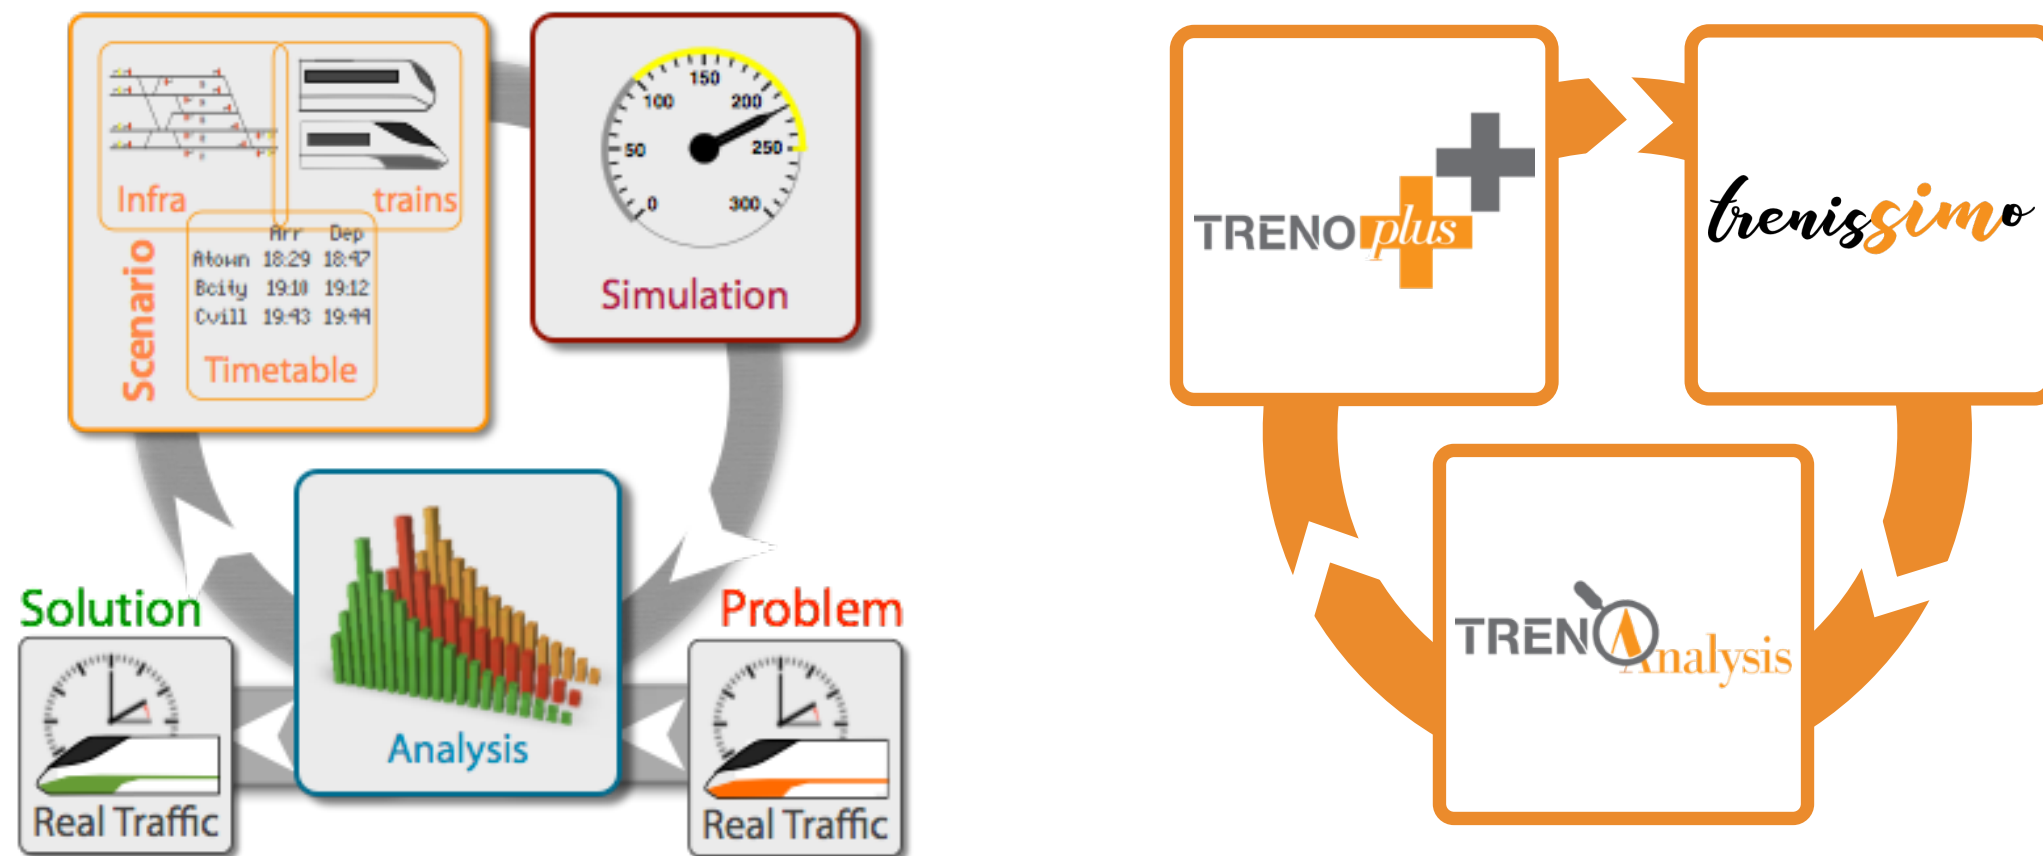 Infra
trains
Scenario
Arr Dep
Atown 18:29 18:47
Bcity 19:10 19:12
Cvill 19:43 19:44
Timetable
0
50
100
150
200
250
300
Simulation
Solution
Real Traffic
Analysis
Problem
Real Traffic
TRENO plus
trenissimo
TRENO Analysis